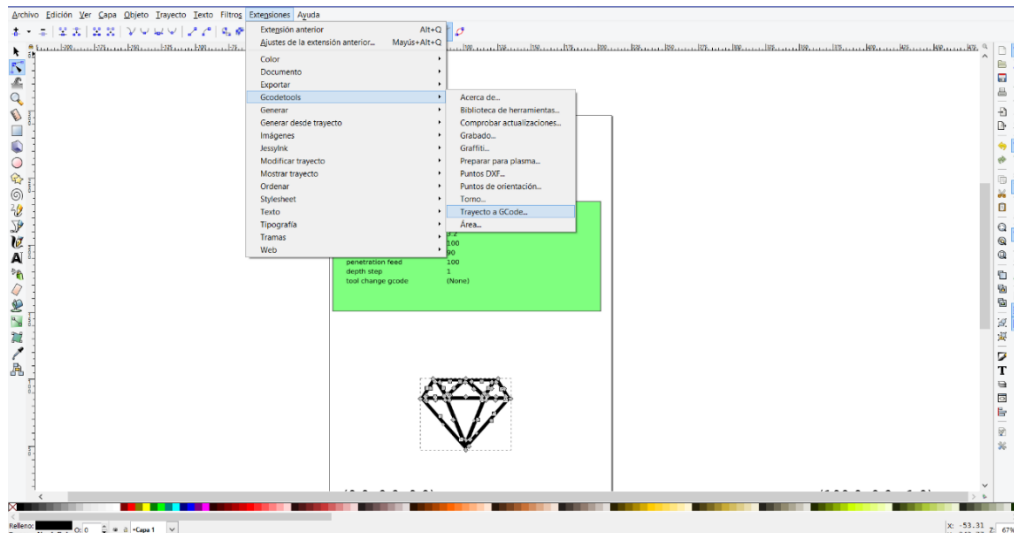 Archivo Edición Ver Capa Objeto Trayecto Texto Filtros Extensiones Ayuda
Extensión anterior Alt+Q
Ajustes de la extensión anterior... Mayús+Alt+Q
Color
Documento
Exportar
Gcodetools
Generar
Generar desde trayecto
Imágenes
JessyInk
Modificar trayecto
Mostrar trayecto
Ordenar
Stylesheet
Texto
Tipografía
Tramas
Web
Acerca de...
Biblioteca de herramientas...
Comprobar actualizaciones...
Grabado...
Graffiti...
Preparar para plasma...
Puntos DXF...
Puntos de orientación...
Torno...
Trayecto a GCode...
Área...
100
90
penetration feed 100
depth step 1
tool change gcode (None)
Relleno:
O: 0
•Capa 1
X: -53.31
Z: 67%